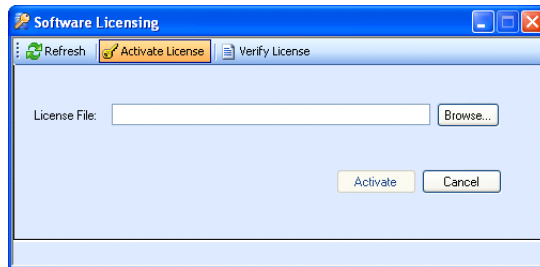 Software Licensing
Refresh Activate License Verify License
License File: Browse...
Activate Cancel